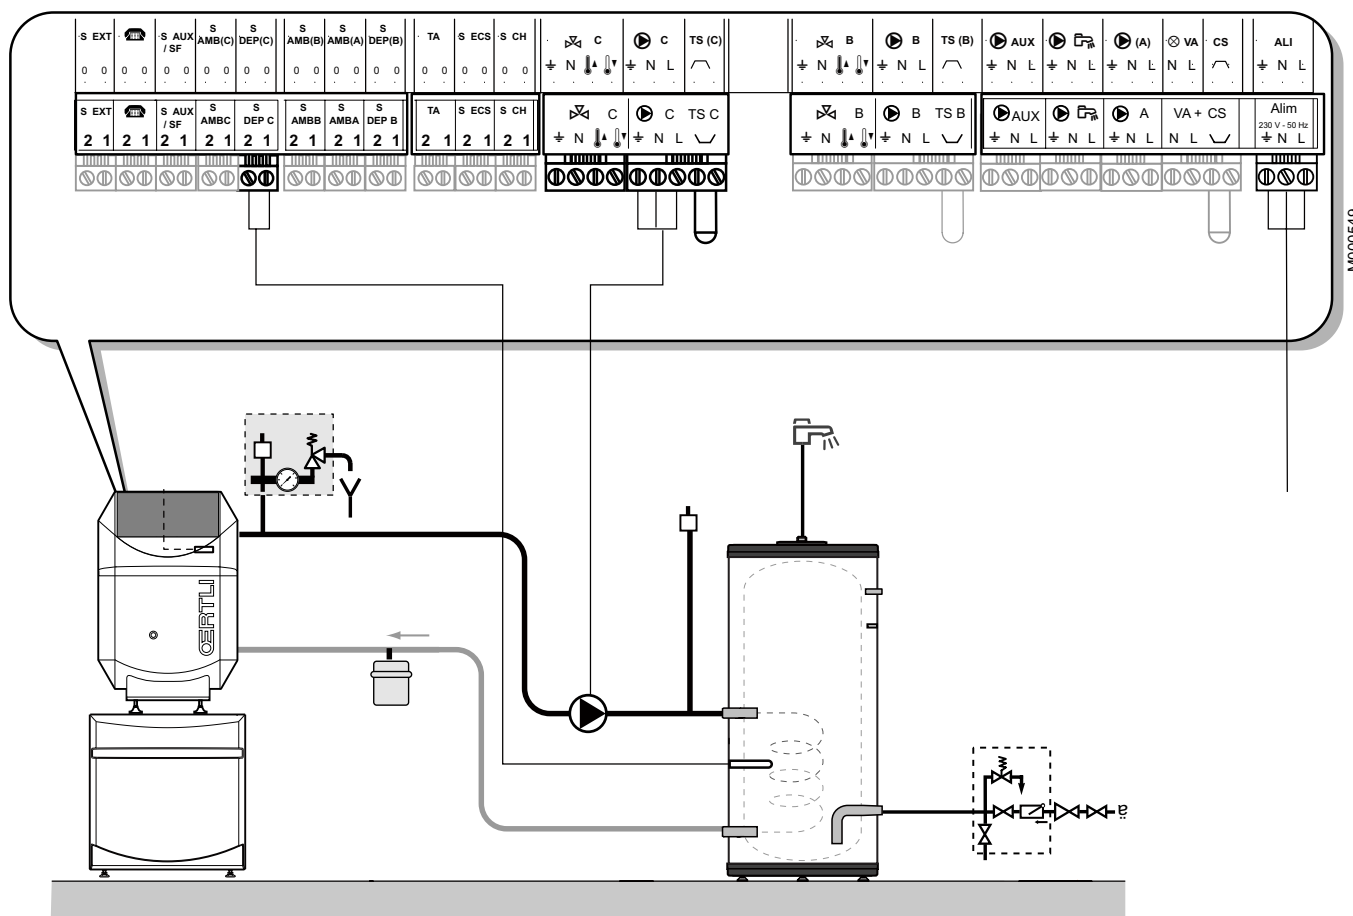 S EXT S AUX / SF S AMB(C) S DEP(C) S AMB(B) S AMB(A) S DEP(B) TA S ECS S CH C C TS (C) B B TS (B) AUX (A) VA CS ALI
0 0 0 0 0 0 0 0 0 0 0 0 0 0 0 0 0 0 0 0 0 0 N N L N N L N L N L N L N L N L
S EXT S AUX / SF S AMBC S DEP C S AMBB S AMBA S DEP B TA S ECS S CH C C TS C B B TS B AUX A VA + CS Alim
230 V - 50 Hz
2 1 2 1 2 1 2 1 2 1 2 1 2 1 2 1 2 1 2 1 2 1 N N L N N L N L N L N L N L N L
M000549
ŒRTLI
ä